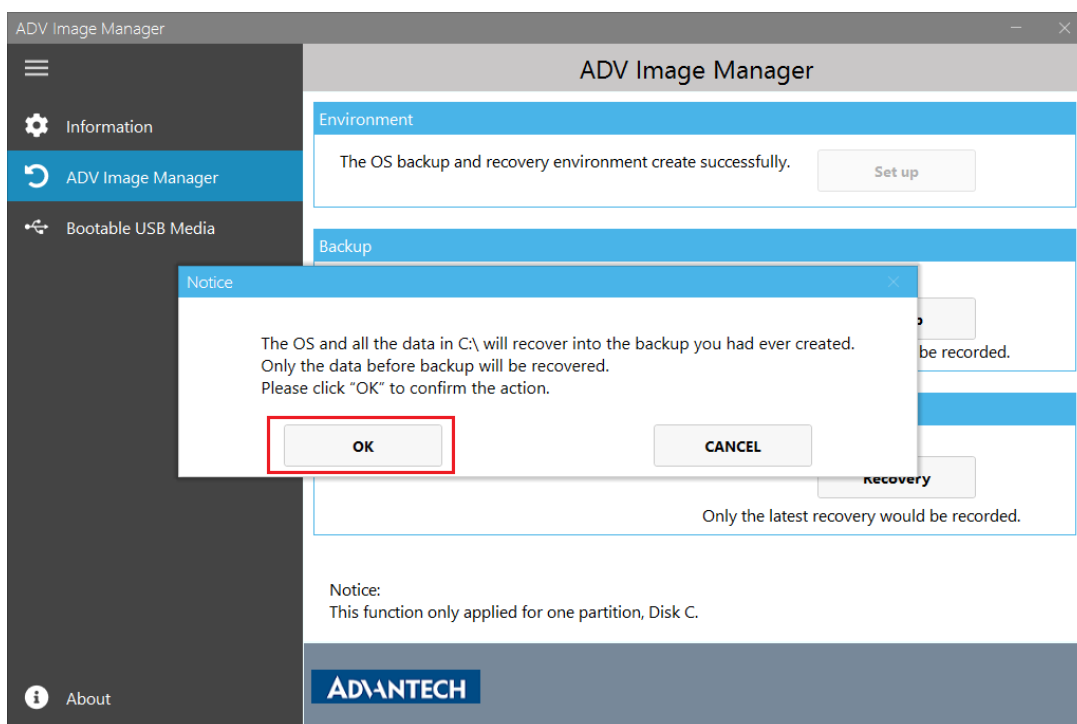 ADV Image Manager
ADV Image Manager
Information
ADV Image Manager
Bootable USB Media
About
Environment
The OS backup and recovery environment create successfully.
Set up
Backup
be recorded.
Notice
The OS and all the data in C:\ will recover into the backup you had ever created.
Only the data before backup will be recovered.
Please click “OK” to confirm the action.
OK
CANCEL
Recovery
Only the latest recovery would be recorded.
Notice:
This function only applied for one partition, Disk C.
ADVANTECH